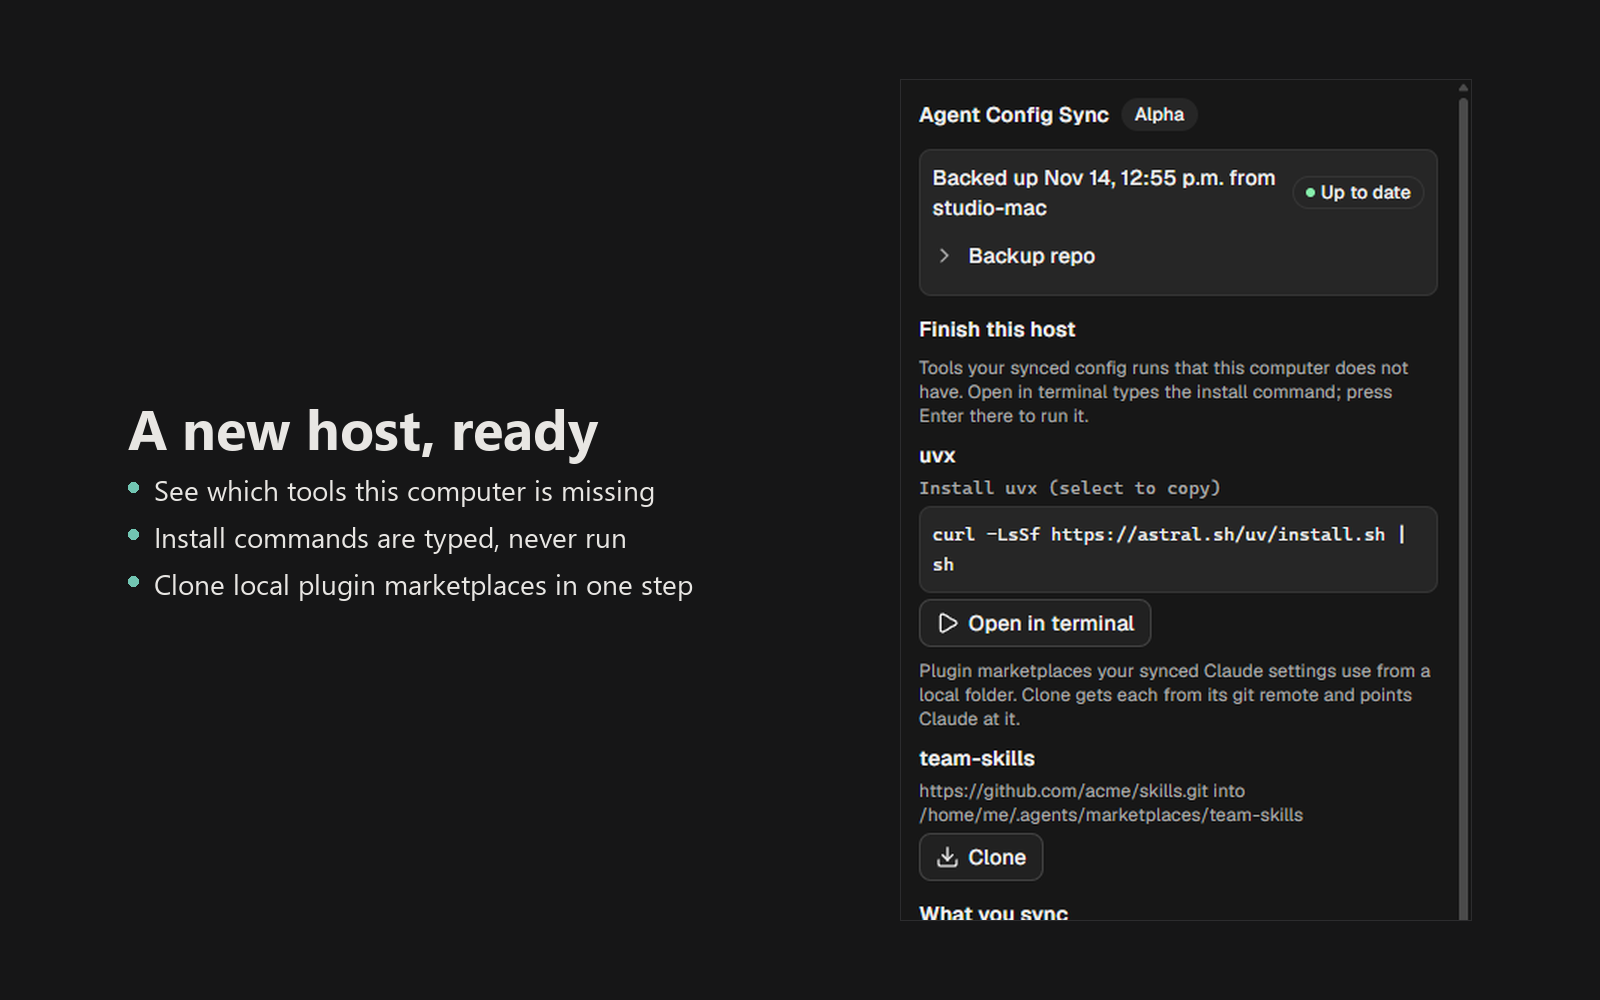 A new host, ready
See which tools this computer is missing
Install commands are typed, never run
Clone local plugin marketplaces in one step
Agent Config Sync
Alpha
Backed up Nov 14, 12:55 p.m. from
studio-mac
Up to date
Backup repo
Finish this host
Tools your synced config runs that this computer does not
have. Open in terminal types the install command; press
Enter there to run it.
uvx
Install uvx (select to copy)
curl -LsSf https://astral.sh/uv/install.sh |
sh
Open in terminal
Plugin marketplaces your synced Claude settings use from a
local folder. Clone gets each from its git remote and points
Claude at it.
team-skills
https://github.com/acme/skills.git into
/home/me/.agents/marketplaces/team-skills
Clone
What you sync